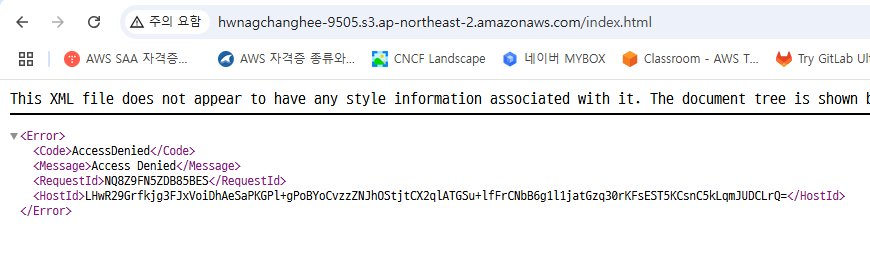 주의 요함 hwnagchanghee-9505.s3.ap-northeast-2.amazonaws.com/index.html
AWS SAA 자격증... AWS 자격증 종류와... CNCF Landscape 네이버 MYBOX Classroom - AWS T... Try GitLab Ult
This XML file does not appear to have any style information associated with it. The document tree is shown b
<Error>
<Code>AccessDenied</Code>
<Message>Access Denied</Message>
<RequestId>NQ8Z9FN5ZDB85BES</RequestId>
<HostId>LHwR29Grfkjg3FJxVoiDhAeSaPKGPl+gPoBYoCvzzZNJhOStjtCX2qlATGSu+lfFrCNbB6g1l1jatGzq30rKFsEST5KCsnC5kLqmJUDCLrQ=</HostId>
</Error>